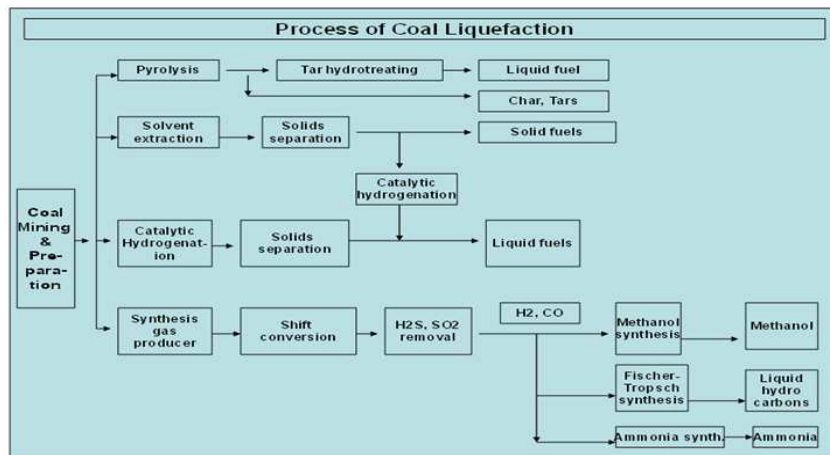 Process of Coal Liquefaction
Pyrolysis
Tar hydrotreating
Liquid fuel
Char, Tars
Solvent
extraction
Solids
separation
Solid fuels
Catalytic
hydrogenation
Coal
Mining
&
Pre-
para-
tion
Catalytic
Hydrogenat-
ion
Solids
separation
Liquid fuels
Synthesis
gas
producer
Shift
conversion
H2S, SO2
removal
H2, CO
Methanol
synthesis
Methanol
Fischer-
Tropsch
synthesis
Liquid
hydro
carbons
Ammonia synth.
Ammonia